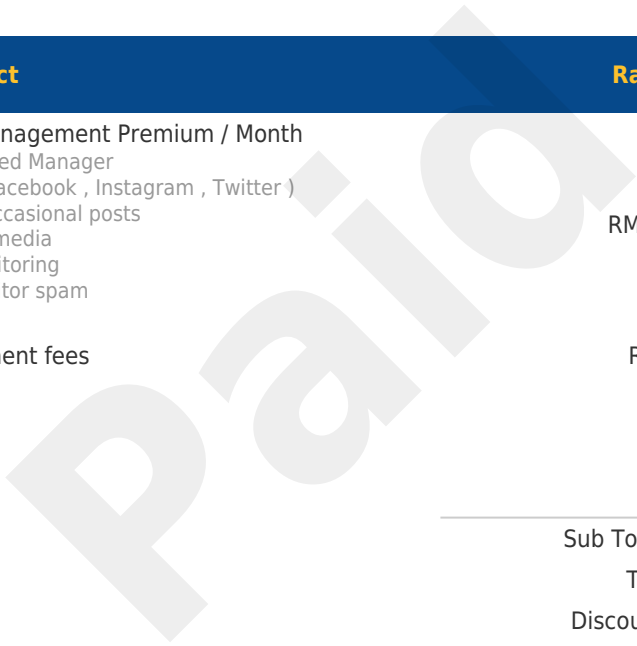 ct Ra
nagement Premium / Month
ed Manager
acebook , Instagram , Twitter )
ccasional posts
media
RM
itoring
tor spam
ent fees R
Sub To
T
Discou
Paid